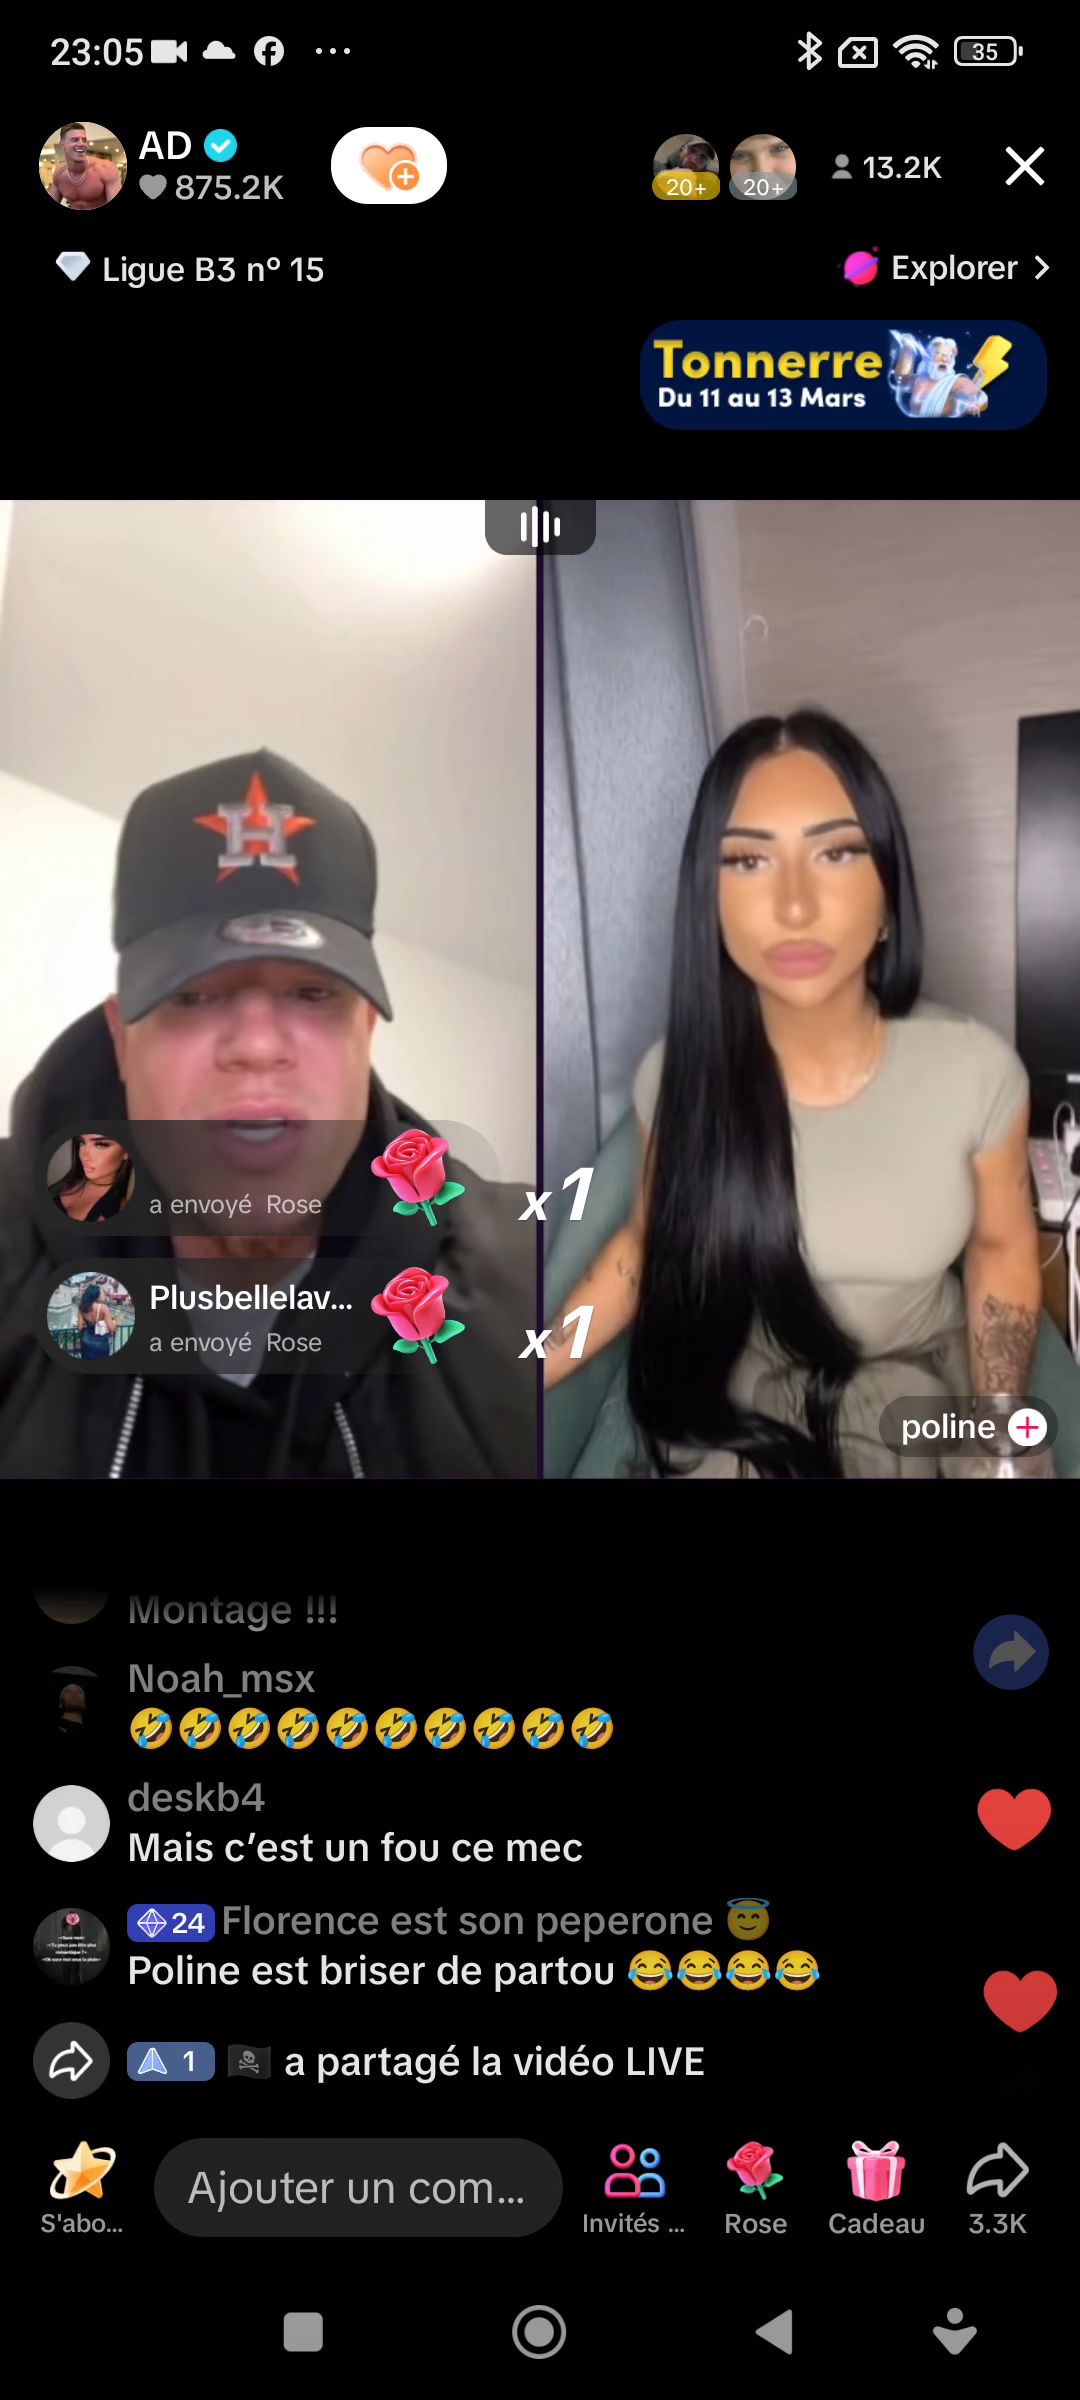 23:05
35
AD
875.2K
20+
20+
13.2K
Ligue B3 nº 15
Explorer
Tonnerre
Du 11 au 13 Mars
H
a envoyé Rose
x1
Plusbellelav...
a envoyé Rose
x1
poline
Montage !!!
Noah_msx
🤣🤣🤣🤣🤣🤣🤣🤣🤣🤣
deskb4
Mais c’est un fou ce mec
24 Florence est son peperone 😇
Poline est briser de partou 😂😂😂😂
1 🏴‍☠️ a partagé la vidéo LIVE
S'abo...
Ajouter un com...
Invités ...
Rose
Cadeau
3.3K